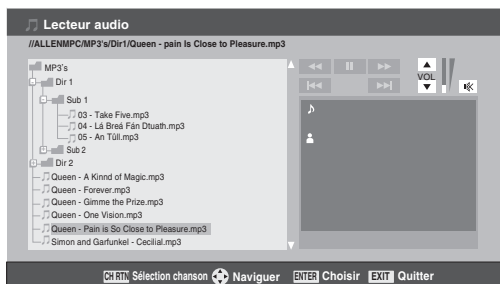 Lecteur audio
//ALLENMPC/MP3's/Dir1/Queen - pain Is Close to Pleasure.mp3
MP3's
Dir 1
Sub 1
03 - Take Five.mp3
04 - Lá Breá Fán Dtuath.mp3
05 - An Tûll.mp3
Sub 2
Dir 2
Queen - A Kinnd of Magic.mp3
Queen - Forever.mp3
Queen - Gimme the Prize.mp3
Queen - One Vision.mp3
Queen - Pain is So Close to Pleasure.mp3
Simon and Garfunkel - Cecilial.mp3
VOL
CH RTN Sélection chanson Naviguer ENTER Choisir EXIT Quitter